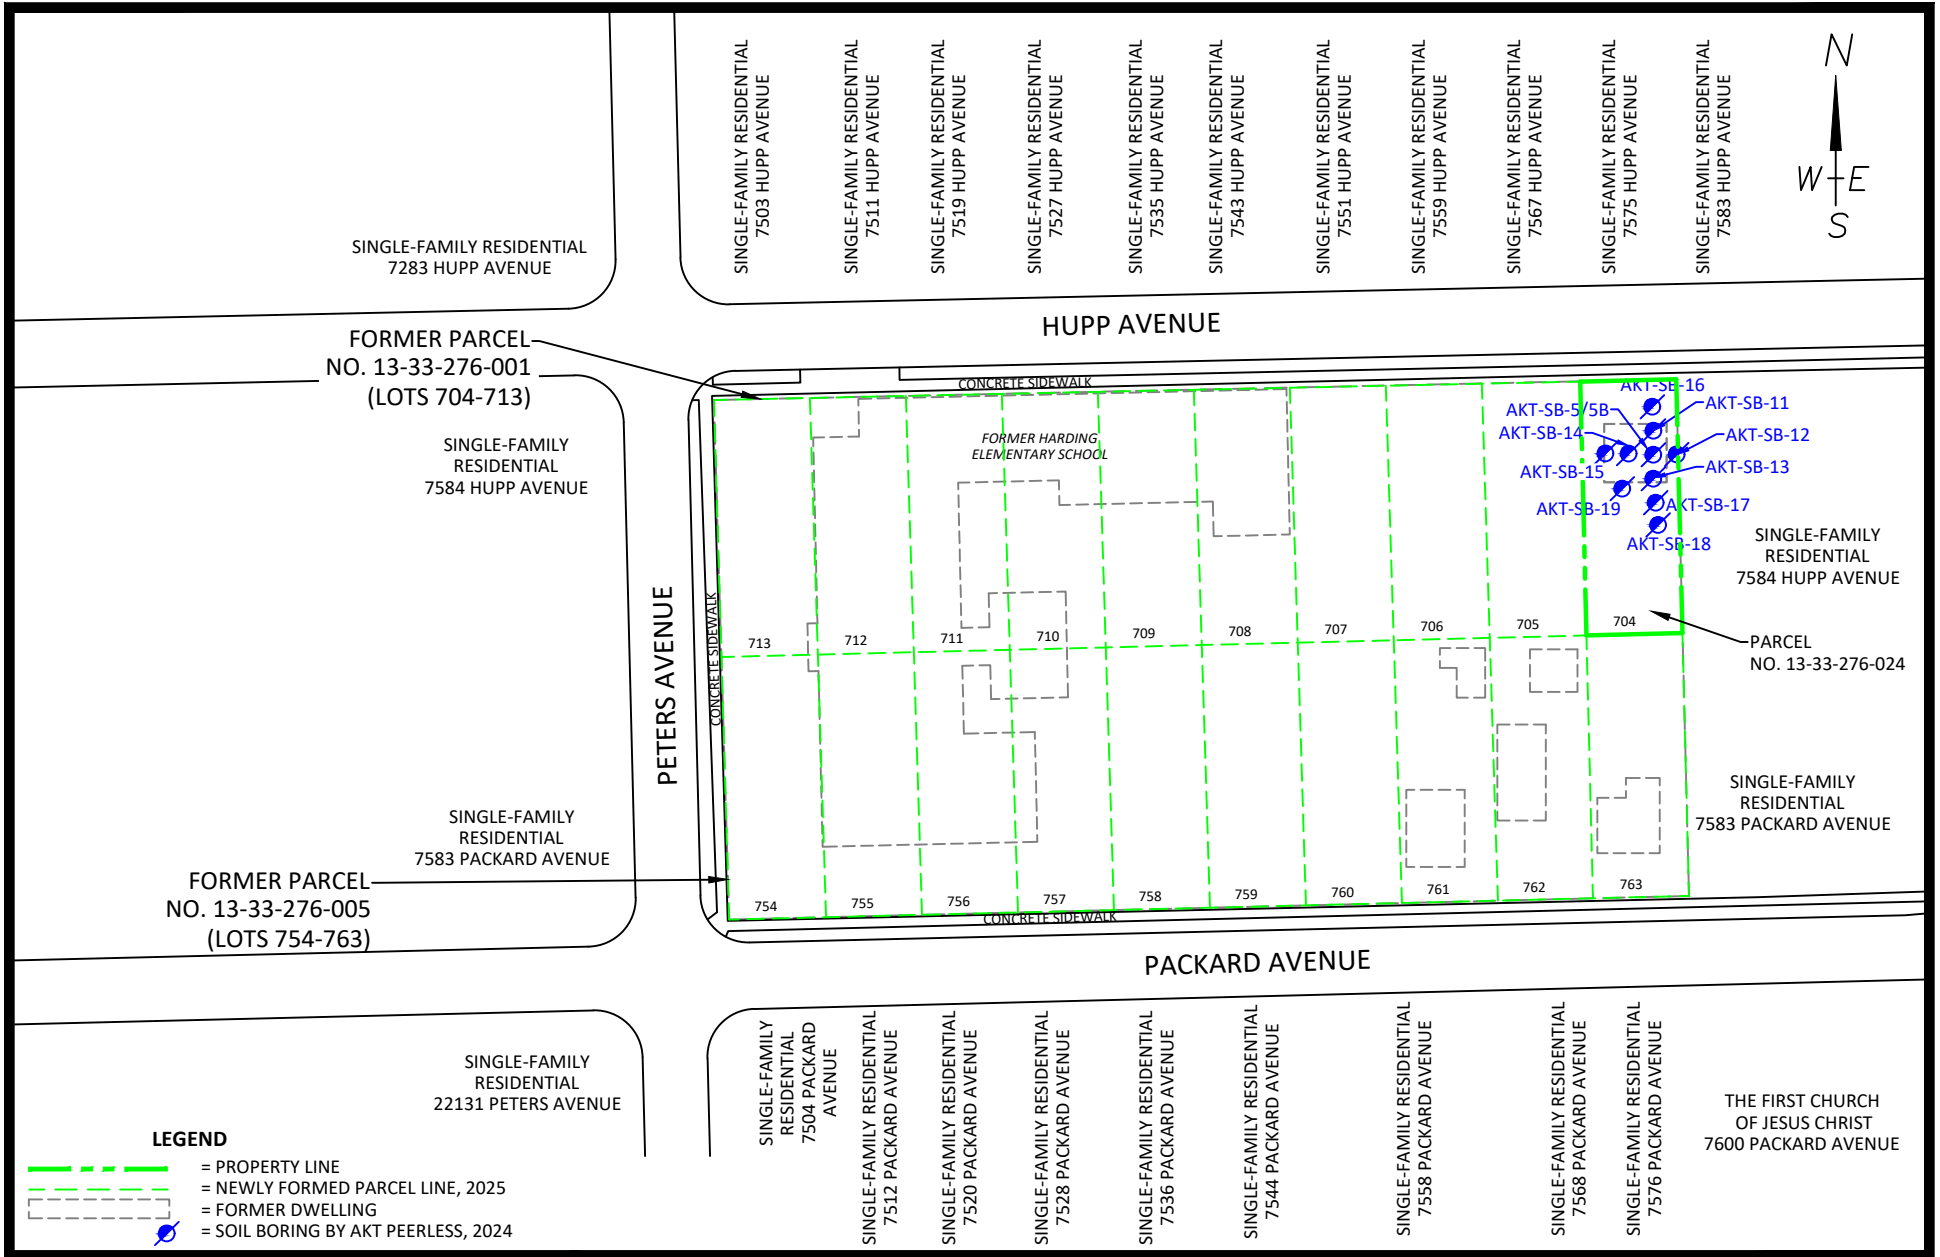 SINGLE-FAMILY RESIDENTIAL
7503 HUPP AVENUE
SINGLE-FAMILY RESIDENTIAL
7511 HUPP AVENUE
SINGLE-FAMILY RESIDENTIAL
7519 HUPP AVENUE
SINGLE-FAMILY RESIDENTIAL
7527 HUPP AVENUE
SINGLE-FAMILY RESIDENTIAL
7535 HUPP AVENUE
SINGLE-FAMILY RESIDENTIAL
7543 HUPP AVENUE
SINGLE-FAMILY RESIDENTIAL
7551 HUPP AVENUE
SINGLE-FAMILY RESIDENTIAL
7559 HUPP AVENUE
SINGLE-FAMILY RESIDENTIAL
7567 HUPP AVENUE
SINGLE-FAMILY RESIDENTIAL
7575 HUPP AVENUE
SINGLE-FAMILY RESIDENTIAL
7583 HUPP AVENUE
N
W E
S
SINGLE-FAMILY RESIDENTIAL
7283 HUPP AVENUE
HUPP AVENUE
FORMER PARCEL
NO. 13-33-276-001
(LOTS 704-713)
CONCRETE SIDEWALK
AKT-SB-16
AKT-SB-5/5B
AKT-SB-11
AKT-SB-14
AKT-SB-12
AKT-SB-15
AKT-SB-13
AKT-SB-19
AKT-SB-17
AKT-SB-18
FORMER HARDING
ELEMENTARY SCHOOL
SINGLE-FAMILY
RESIDENTIAL
7584 HUPP AVENUE
SINGLE-FAMILY
RESIDENTIAL
7584 HUPP AVENUE
PETERS AVENUE
CONCRETE SIDEWALK
713
712
711
710
709
708
707
706
705
704
PARCEL
NO. 13-33-276-024
SINGLE-FAMILY
RESIDENTIAL
7583 PACKARD AVENUE
SINGLE-FAMILY
RESIDENTIAL
7583 PACKARD AVENUE
FORMER PARCEL
NO. 13-33-276-005
(LOTS 754-763)
754
755
756
757
758
759
760
761
762
763
CONCRETE SIDEWALK
PACKARD AVENUE
SINGLE-FAMILY
RESIDENTIAL
22131 PETERS AVENUE
SINGLE-FAMILY
RESIDENTIAL
7504 PACKARD
AVENUE
SINGLE-FAMILY RESIDENTIAL
7512 PACKARD AVENUE
SINGLE-FAMILY RESIDENTIAL
7520 PACKARD AVENUE
SINGLE-FAMILY RESIDENTIAL
7528 PACKARD AVENUE
SINGLE-FAMILY RESIDENTIAL
7536 PACKARD AVENUE
SINGLE-FAMILY RESIDENTIAL
7544 PACKARD AVENUE
SINGLE-FAMILY RESIDENTIAL
7558 PACKARD AVENUE
SINGLE-FAMILY RESIDENTIAL
7568 PACKARD AVENUE
SINGLE-FAMILY RESIDENTIAL
7576 PACKARD AVENUE
THE FIRST CHURCH
OF JESUS CHRIST
7600 PACKARD AVENUE
LEGEND
= PROPERTY LINE
= NEWLY FORMED PARCEL LINE, 2025
= FORMER DWELLING
= SOIL BORING BY AKT PEERLESS, 2024